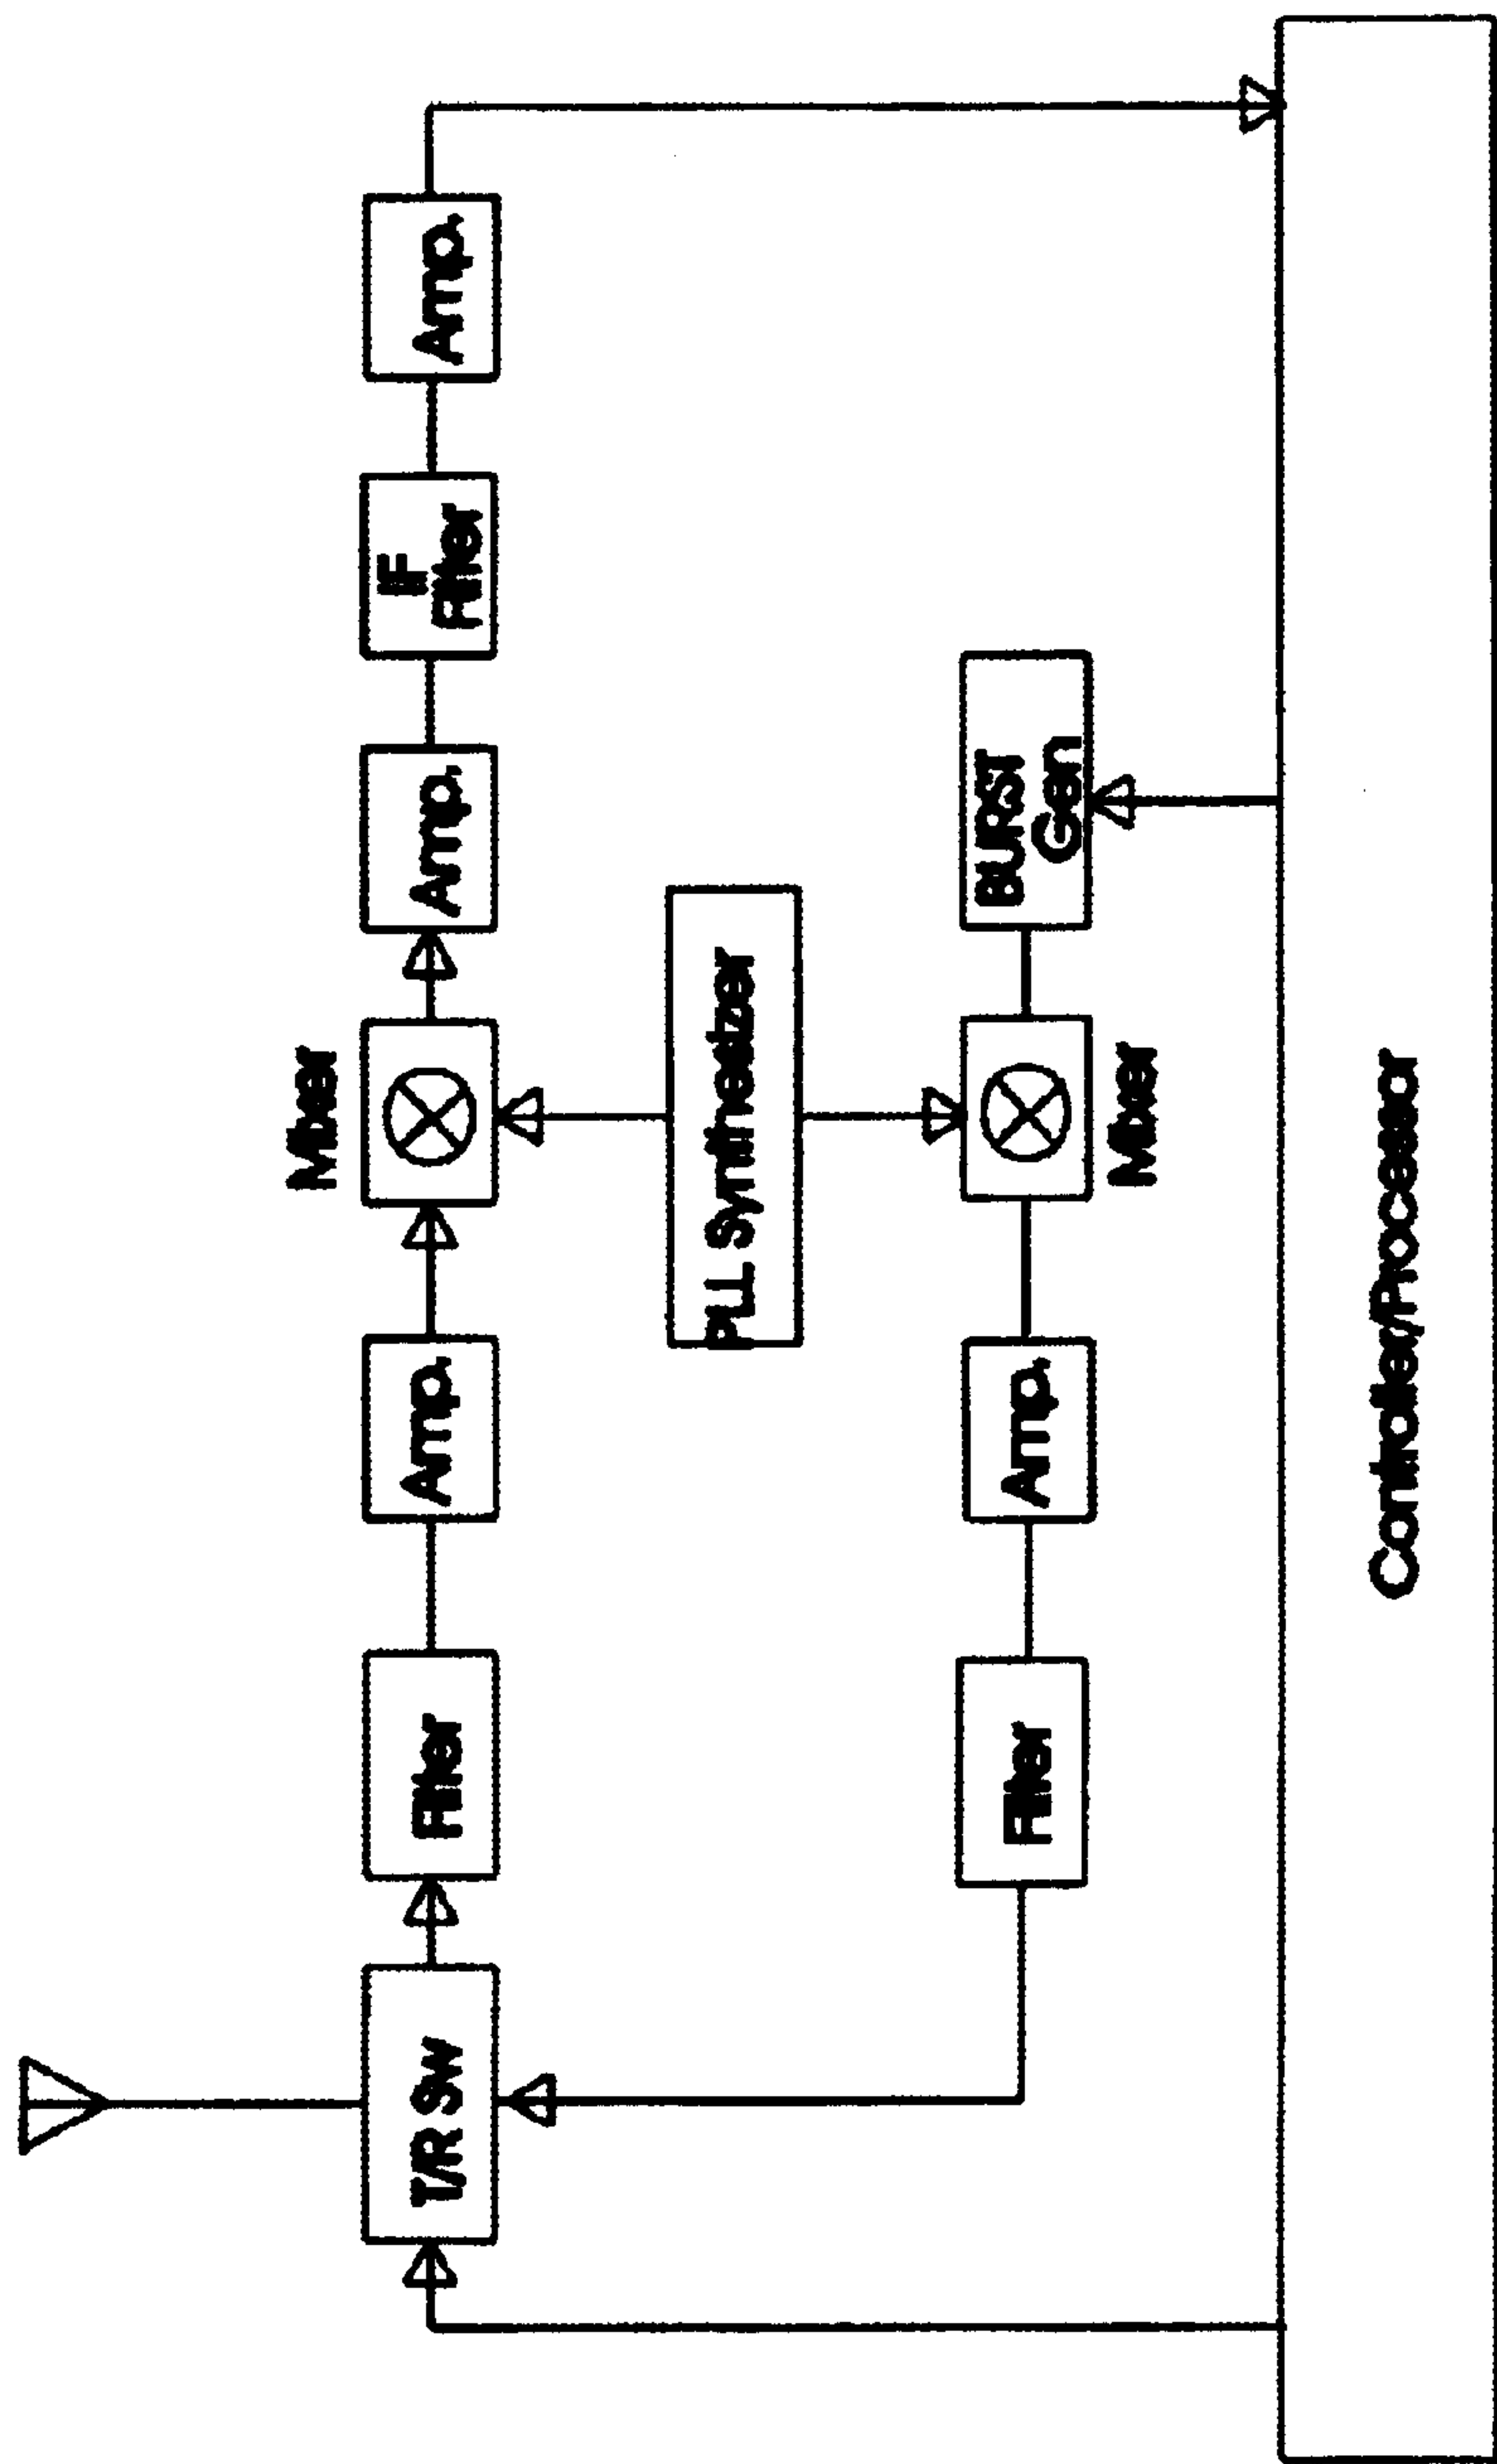 T/R SW
Filter
Amp.
Mixer
Amp.
IF
Filter
Amp.
PLL Synthesizer
Filter
Amp.
Mixer
BURST
Gen
Controller/Processor